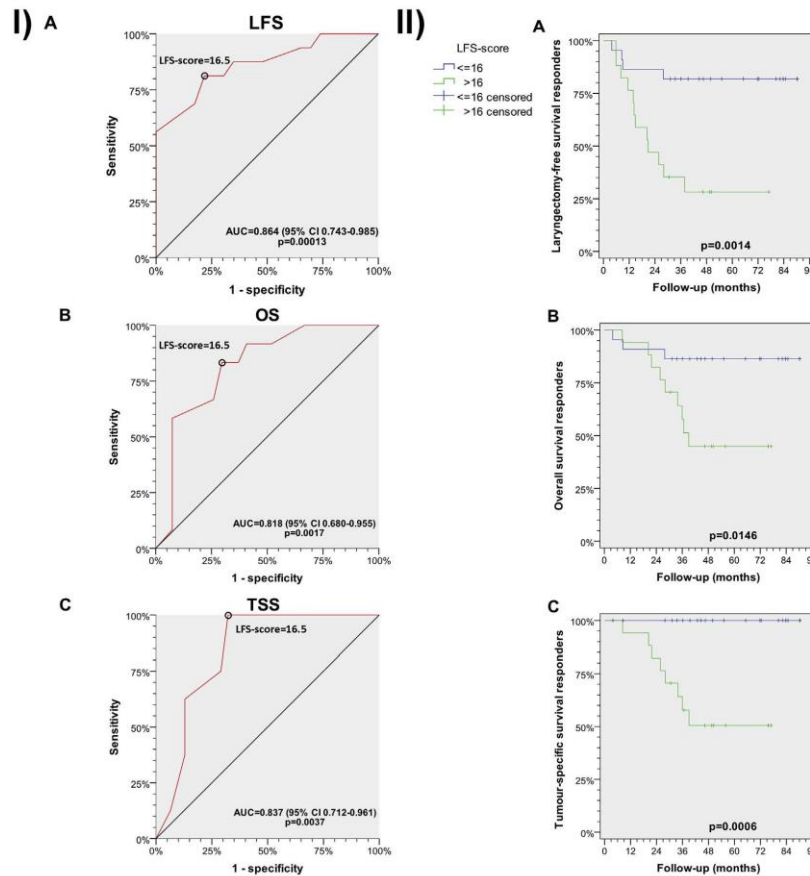 I)
A
LFS
100%
75%
50%
25%
0%
Sensitivity
LFS-score=16.5
AUC=0.864 (95% CI 0.743-0.985)
p=0.00013
0% 25% 50% 75% 100%
1 - specificity
B
OS
100%
75%
50%
25%
0%
Sensitivity
LFS-score=16.5
AUC=0.818 (95% CI 0.680-0.955)
p=0.0017
0% 25% 50% 75% 100%
1 - specificity
C
TSS
100%
75%
50%
25%
0%
Sensitivity
LFS-score=16.5
AUC=0.837 (95% CI 0.712-0.961)
p=0.0037
0% 25% 50% 75% 100%
1 - specificity
II)
LFS-score
<=16
>16
<=16 censored
>16 censored
A
100%
75%
50%
25%
0%
Laryngectomy-free survival responders
p=0.0014
0 12 24 36 48 60 72 84 96
Follow-up (months)
B
100%
75%
50%
25%
0%
Overall survival responders
p=0.0146
0 12 24 36 48 60 72 84
Follow-up (months)
C
100%
75%
50%
25%
0%
Tumour-specific survival responders
p=0.0006
0 12 24 36 48 60 72 84
Follow-up (months)